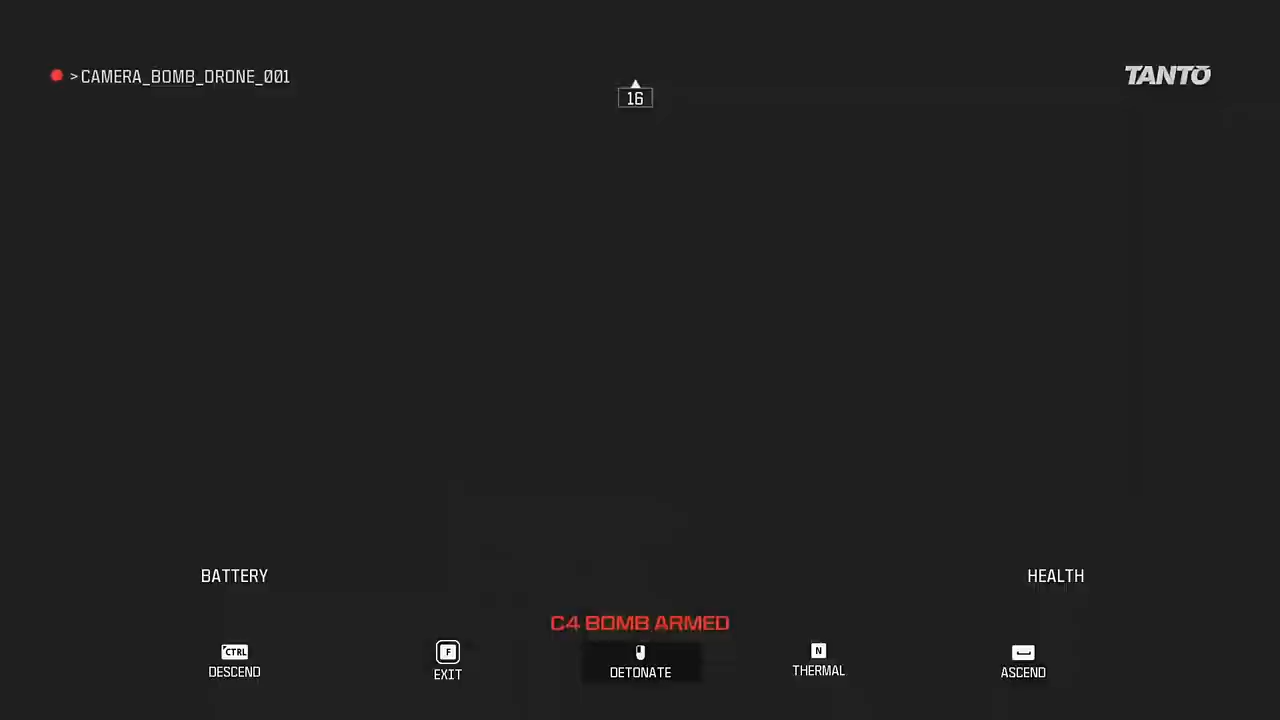 >CAMERA_BOMB_DRONE_001
TANTO
16
BATTERY
HEALTH
C4 BOMB ARMED
CTRL
F
N
DESCEND
EXIT
DETONATE
THERMAL
ASCEND